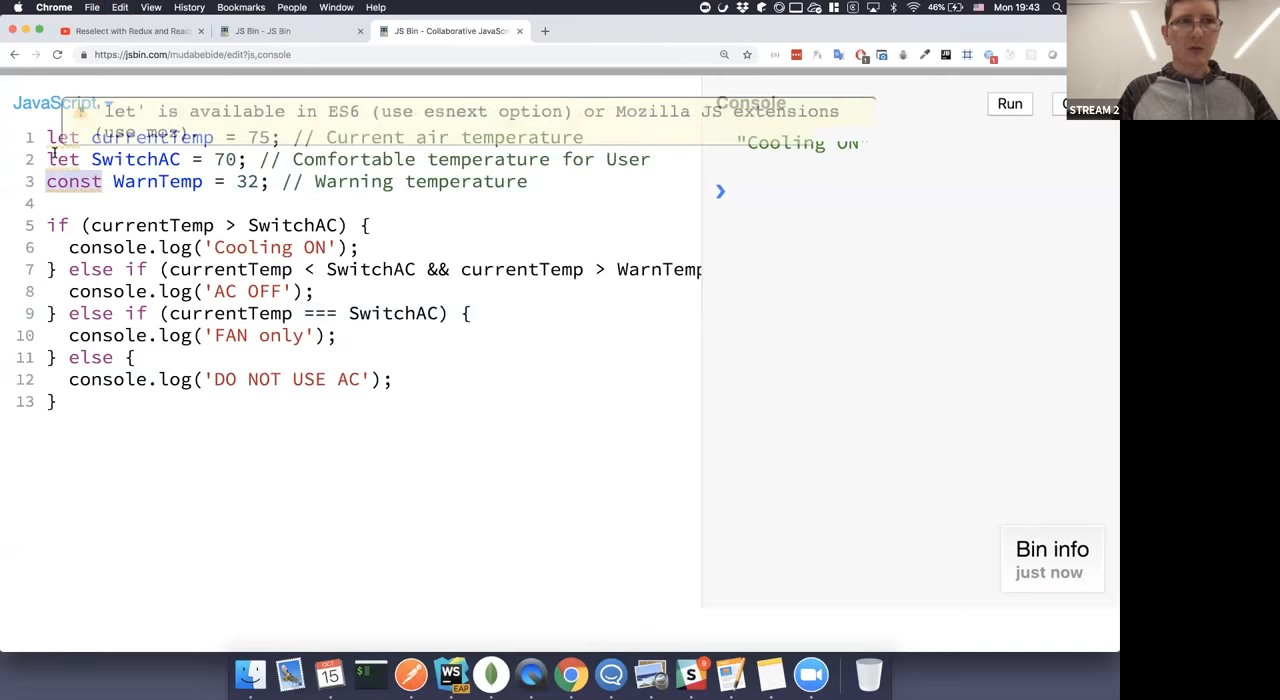 Chrome File Edit View History Bookmarks People Window Help 46% Mon 19:43
Reselect with Redux and Reac × JS Bin - JS Bin × JS Bin - Collaborative JavaScr × +
https://jsbin.com/mudabebide/edit?js,console
STREAM 2
JavaScript
Console
Run
'let' is available in ES6 (use esnext option) or Mozilla JS extensions
(use moz).
"Cooling ON"
1 let currentTemp = 75; // Current air temperature
2 let SwitchAC = 70; // Comfortable temperature for User
3 const WarnTemp = 32; // Warning temperature
4
5 if (currentTemp > SwitchAC) {
6 console.log('Cooling ON');
7 } else if (currentTemp < SwitchAC && currentTemp > WarnTemp
8 console.log('AC OFF');
9 } else if (currentTemp === SwitchAC) {
10 console.log('FAN only');
11 } else {
12 console.log('DO NOT USE AC');
13 }
Bin info
just now
OCT
15
WS
EAP
S
9